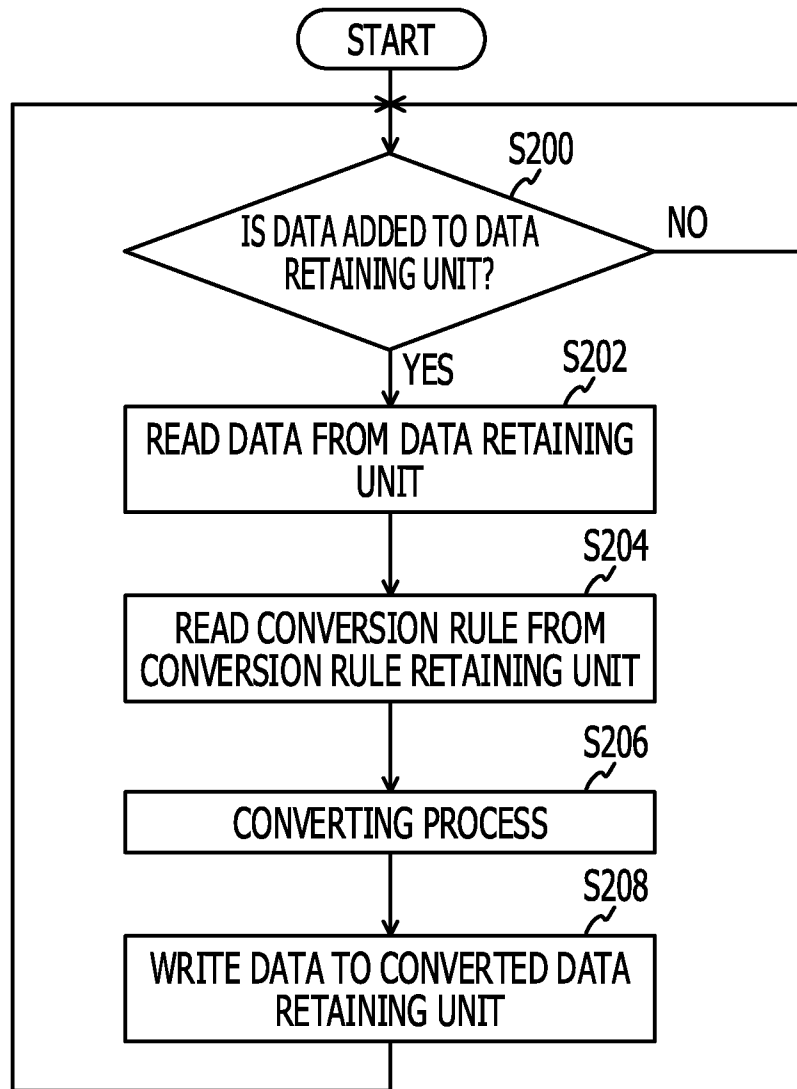 START
S200
IS DATA ADDED TO DATA
RETAINING UNIT?
NO
YES
S202
READ DATA FROM DATA RETAINING
UNIT
S204
READ CONVERSION RULE FROM
CONVERSION RULE RETAINING UNIT
S206
CONVERTING PROCESS
S208
WRITE DATA TO CONVERTED DATA
RETAINING UNIT